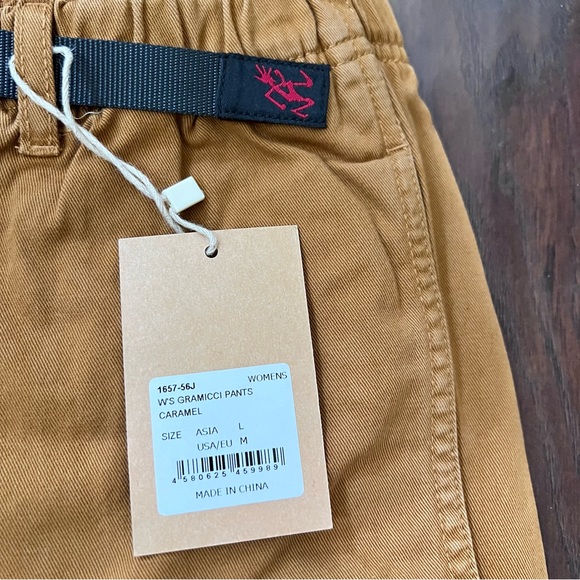 1657-56J WOMENS
W'S GRAMICCI PANTS
CARAMEL
SIZE ASIA L
USA/EU M
4 580625 459989
MADE IN CHINA